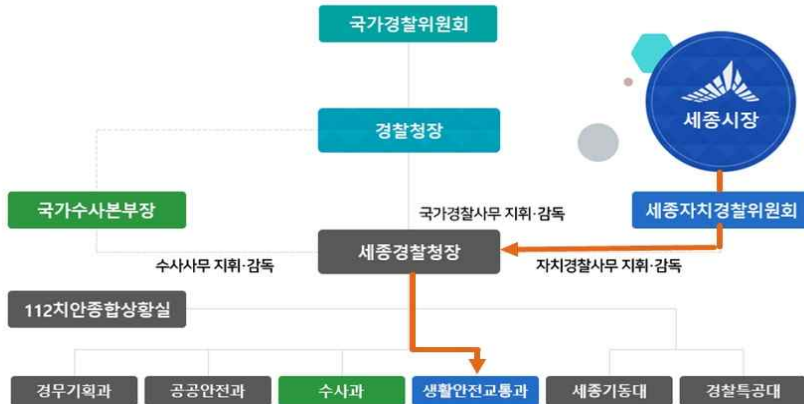 국가경찰위원회
세종시장
경찰청장
국가수사본부장
세종자치경찰위원회
국가경찰사무 지휘·감독
세종경찰청장
수사사무 지휘·감독
자치경찰사무 지휘·감독
112치안종합상황실
경무기획과
공공안전과
수사과
생활안전교통과
세종기동대
경찰특공대